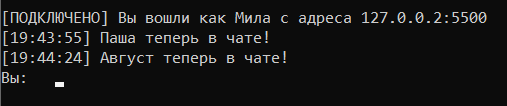 [ПОДКЛЮЧЕНО] Вы вошли как Мила с адреса 127.0.0.2:5500
[19:43:55] Паша теперь в чате!
[19:44:24] Август теперь в чате!
Вы: